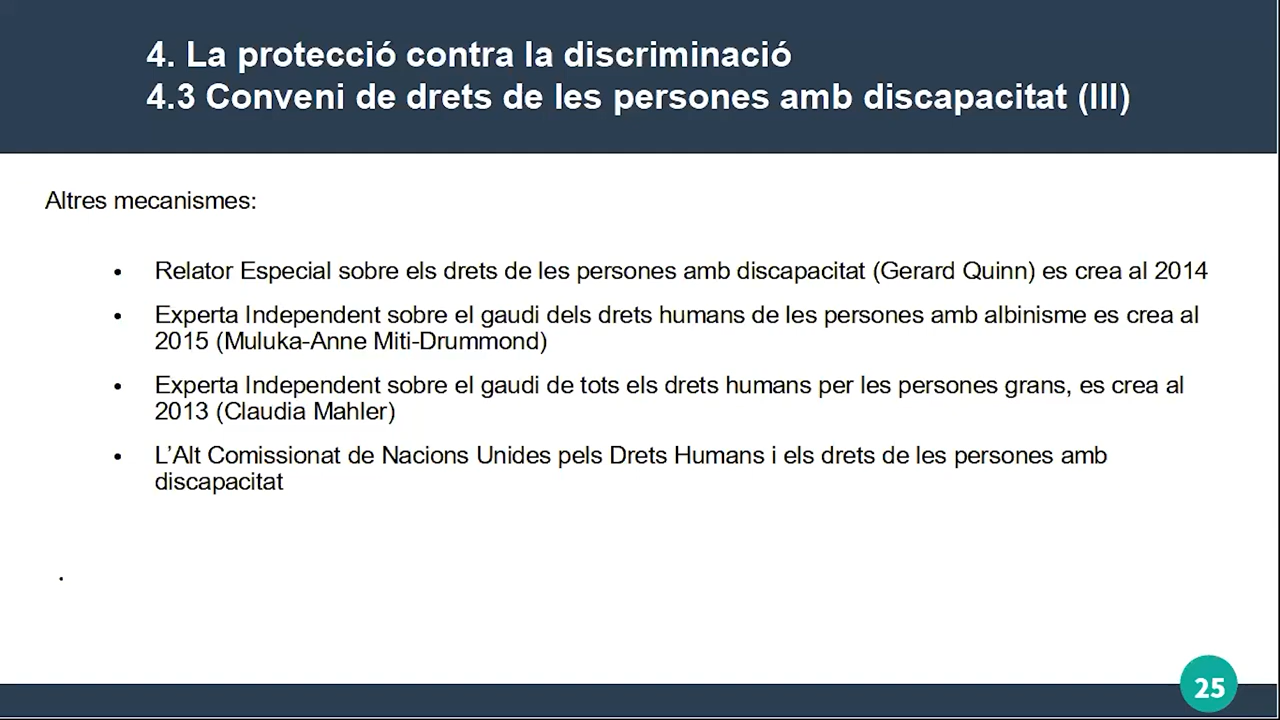 4. La protecció contra la discriminació
4.3 Conveni de drets de les persones amb discapacitat (III)
Altres mecanismes:
• Relator Especial sobre els drets de les persones amb discapacitat (Gerard Quinn) es crea al 2014
• Experta Independent sobre el gaudi dels drets humans de les persones amb albinisme es crea al
2015 (Muluka-Anne Miti-Drummond)
• Experta Independent sobre el gaudi de tots els drets humans per les persones grans, es crea al
2013 (Claudia Mahler)
• L’Alt Comissionat de Nacions Unides pels Drets Humans i els drets de les persones amb
discapacitat
.
25